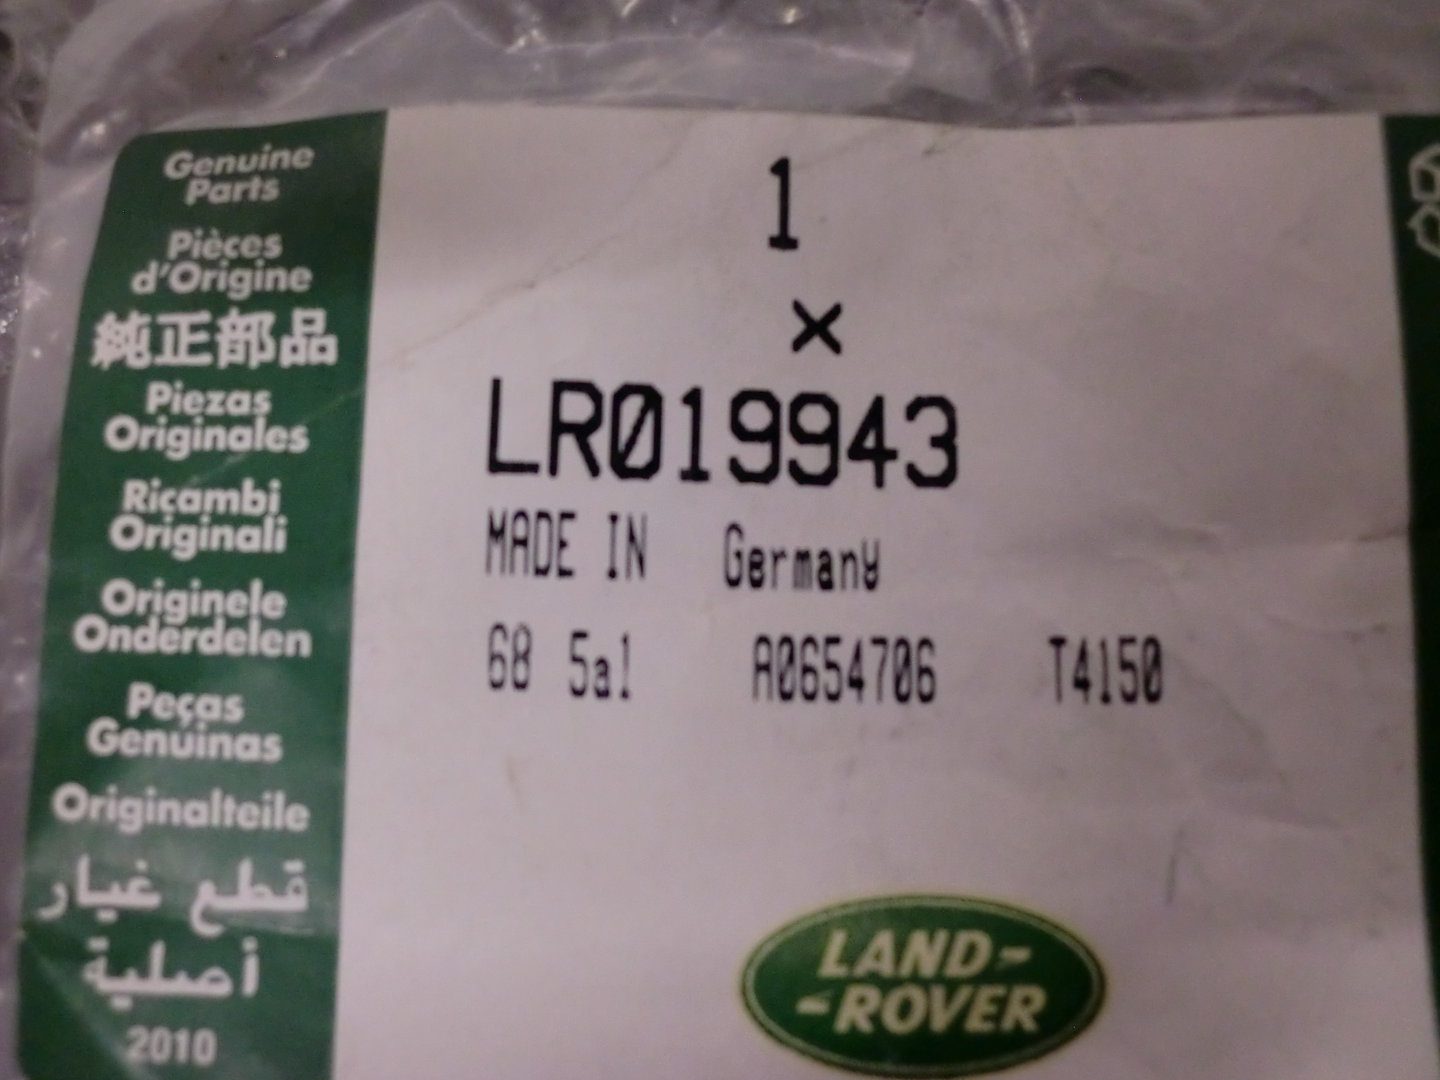 Genuine
Parts
Pièces
d'Origine
純正部品
Piezas
Originales
Ricambi
Originali
Originele
Onderdelen
Peças
Genuinas
Originalteile
قطع غيار
أصلية
2010
1
×
LR019943
MADE IN Germany
68 5a1 A0654706 T4150
LAND-
-ROVER